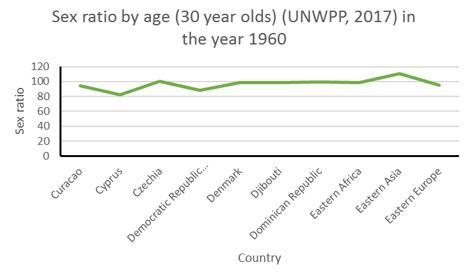 Sex ratio by age (30 year olds) (UNWPP, 2017) in
the year 1960
120
100
80
60
40
20
0
Sex ratio
Curacao
Cyprus
Czechia
Democratic Republic...
Denmark
Djibouti
Dominican Republic
Eastern Africa
Eastern Asia
Eastern Europe
Country